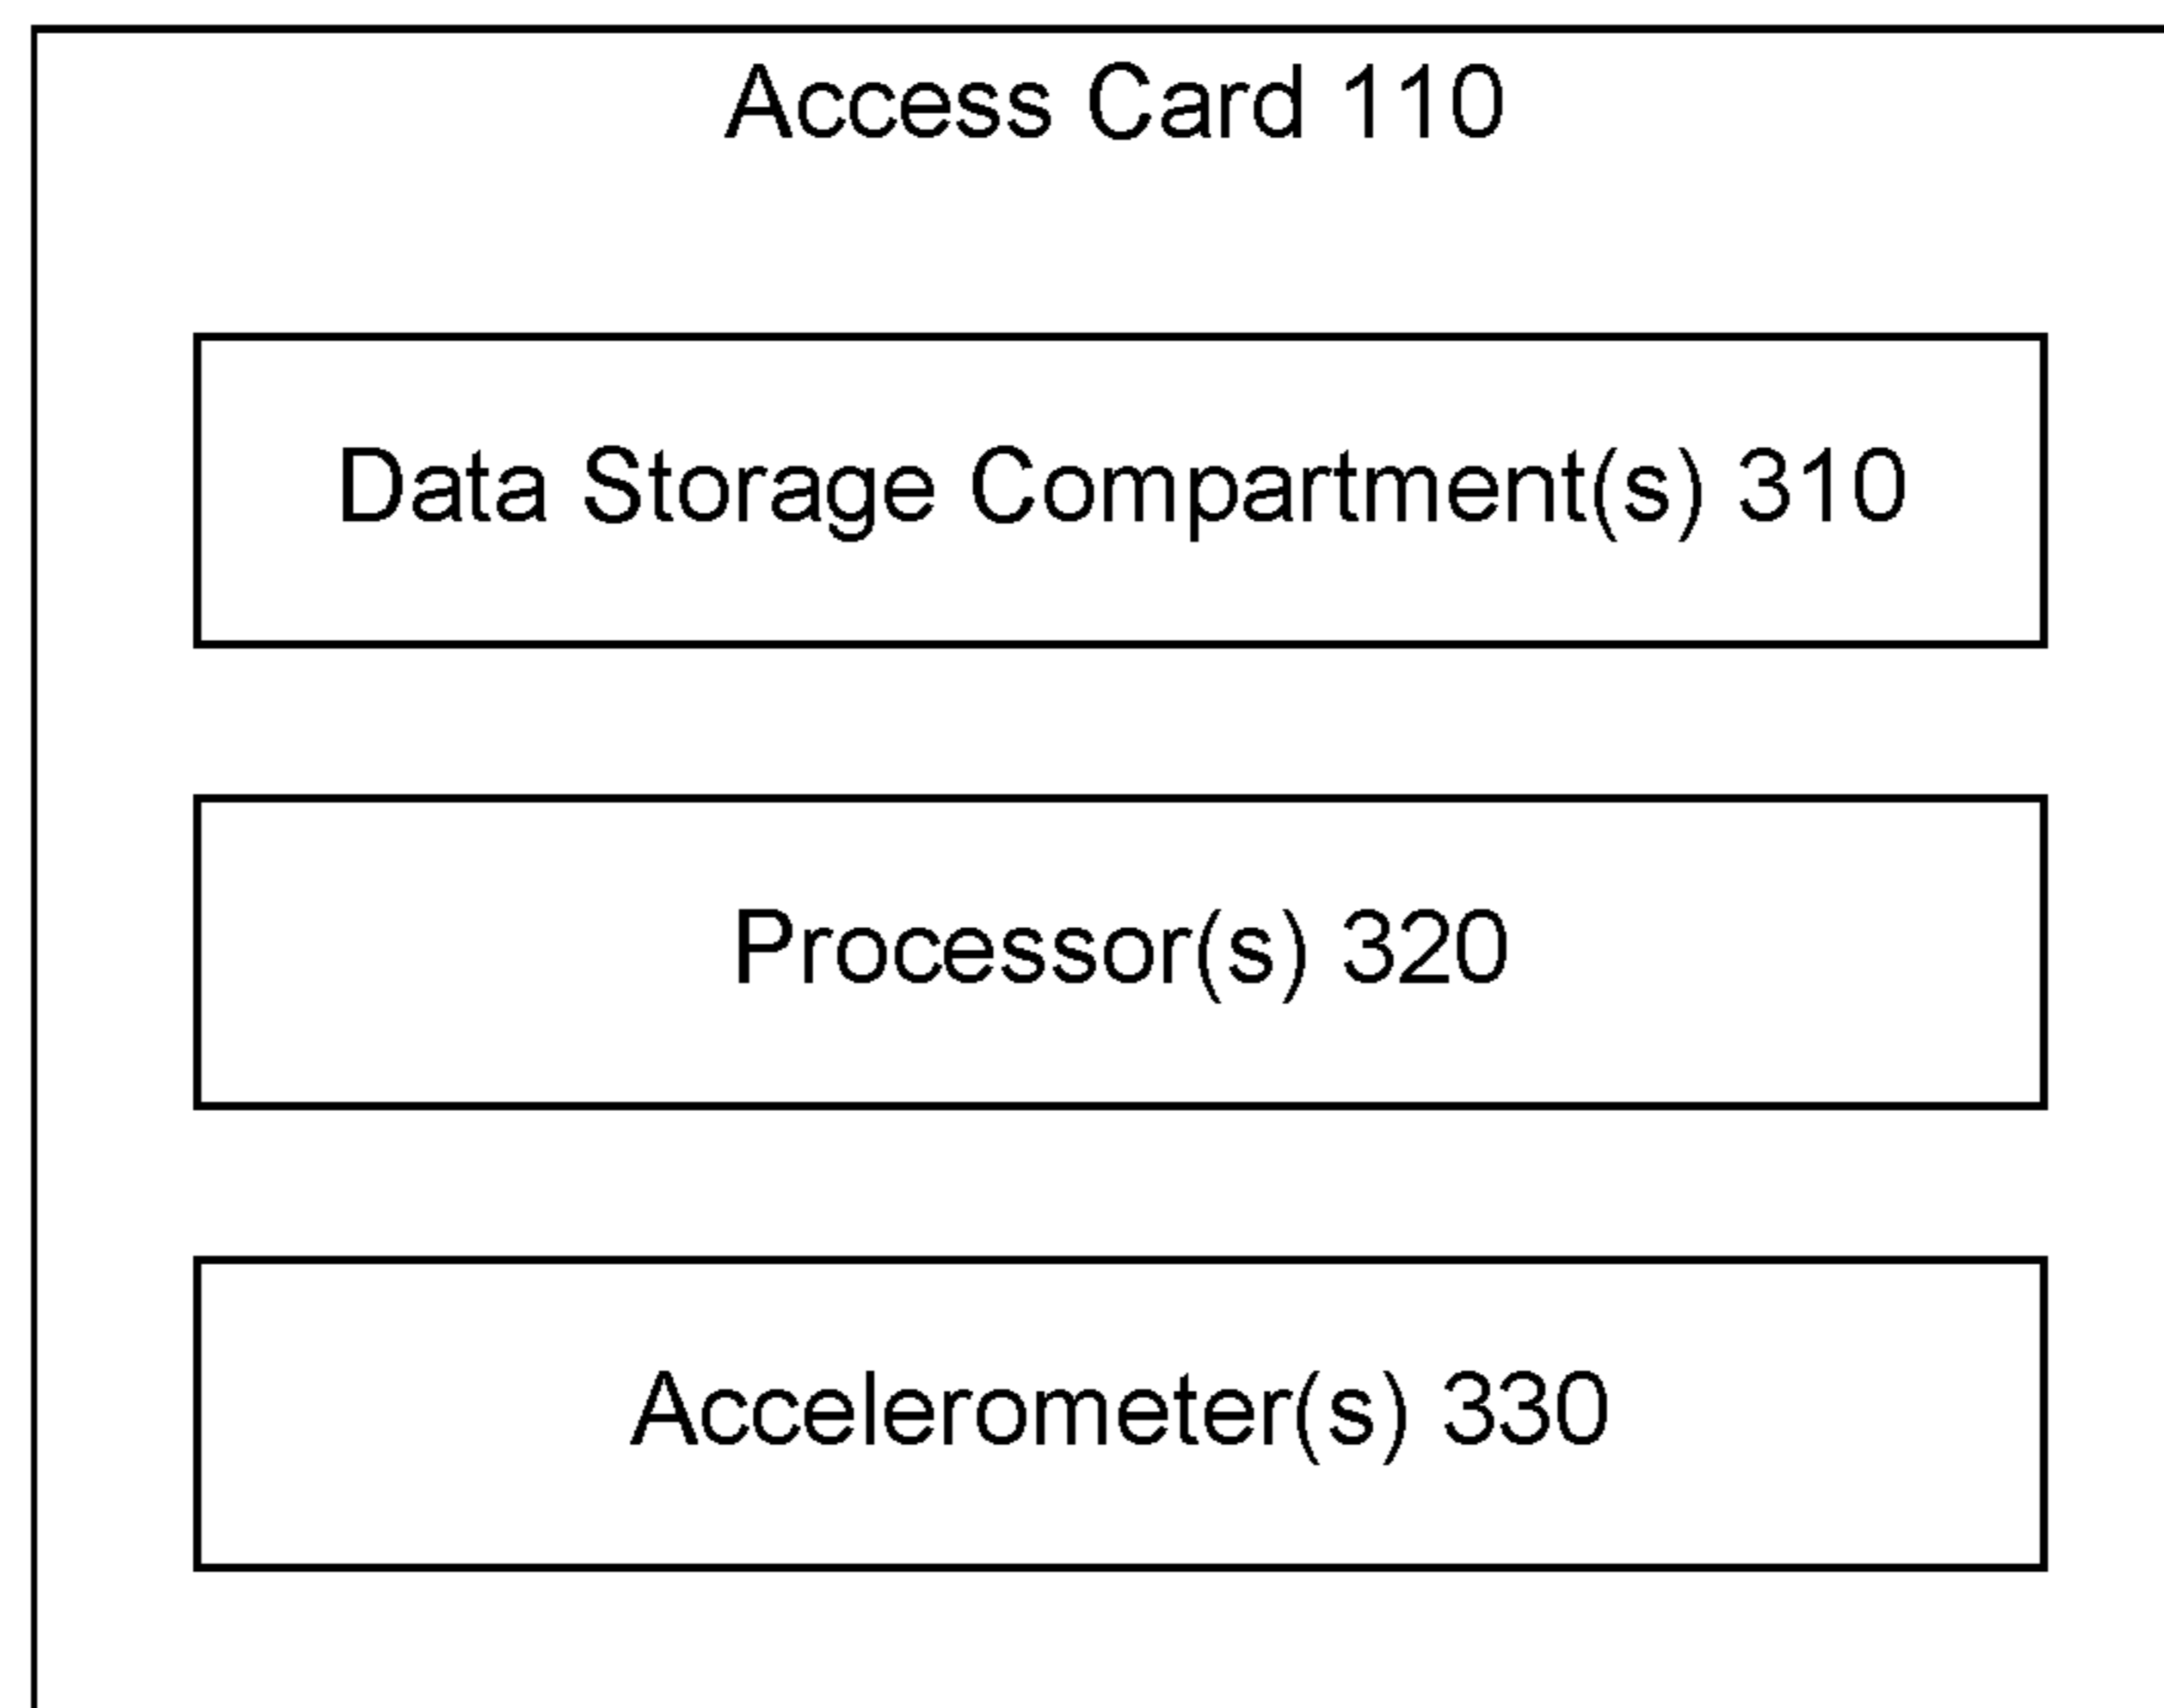 Access Card 110
Data Storage Compartment(s) 310
Processor(s) 320
Accelerometer(s) 330